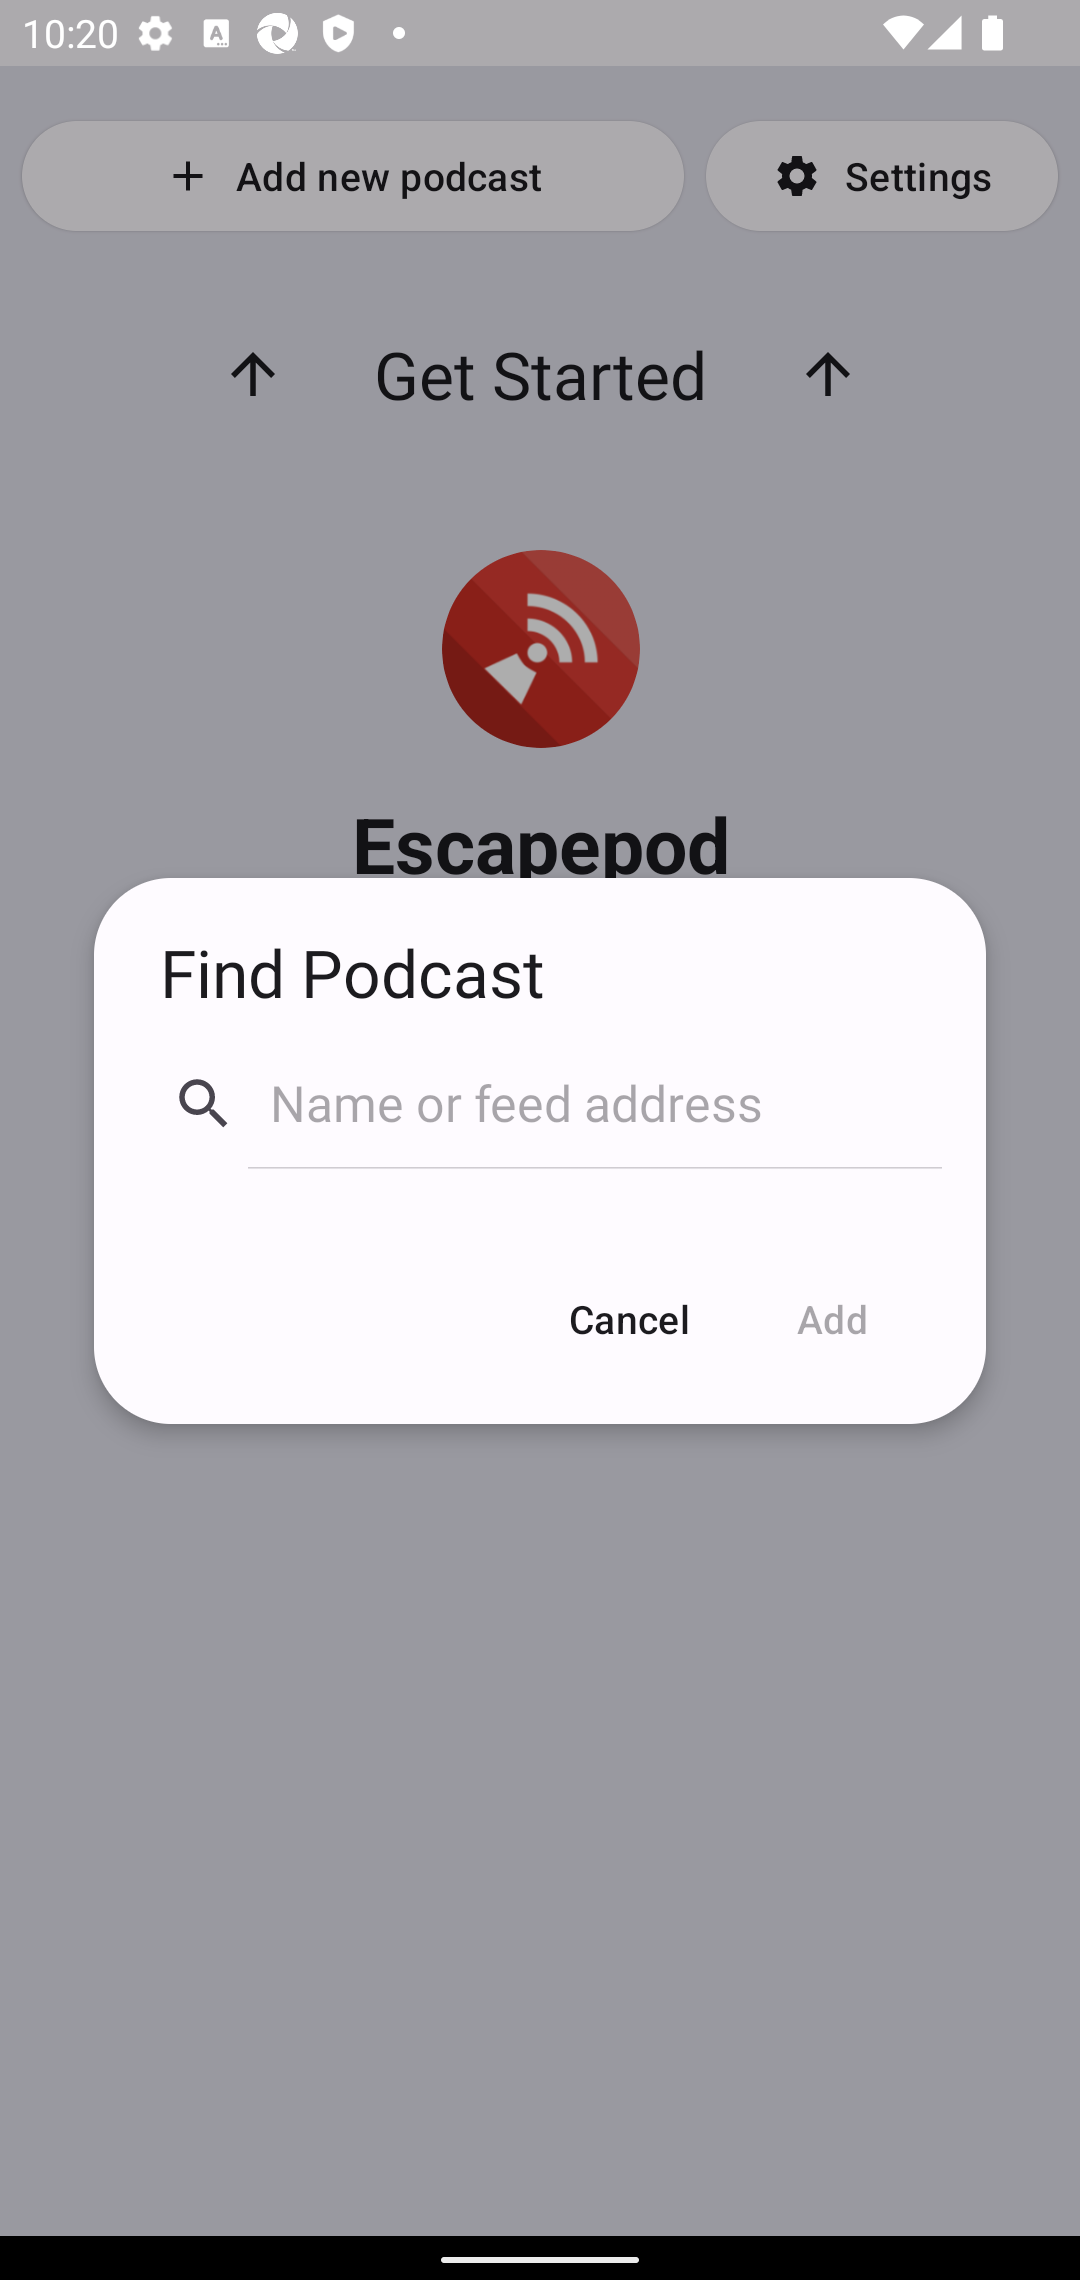 10:20
Add new podcast
Settings
Get Started
Escapepod
Find Podcast
Name or feed address
Cancel
Add